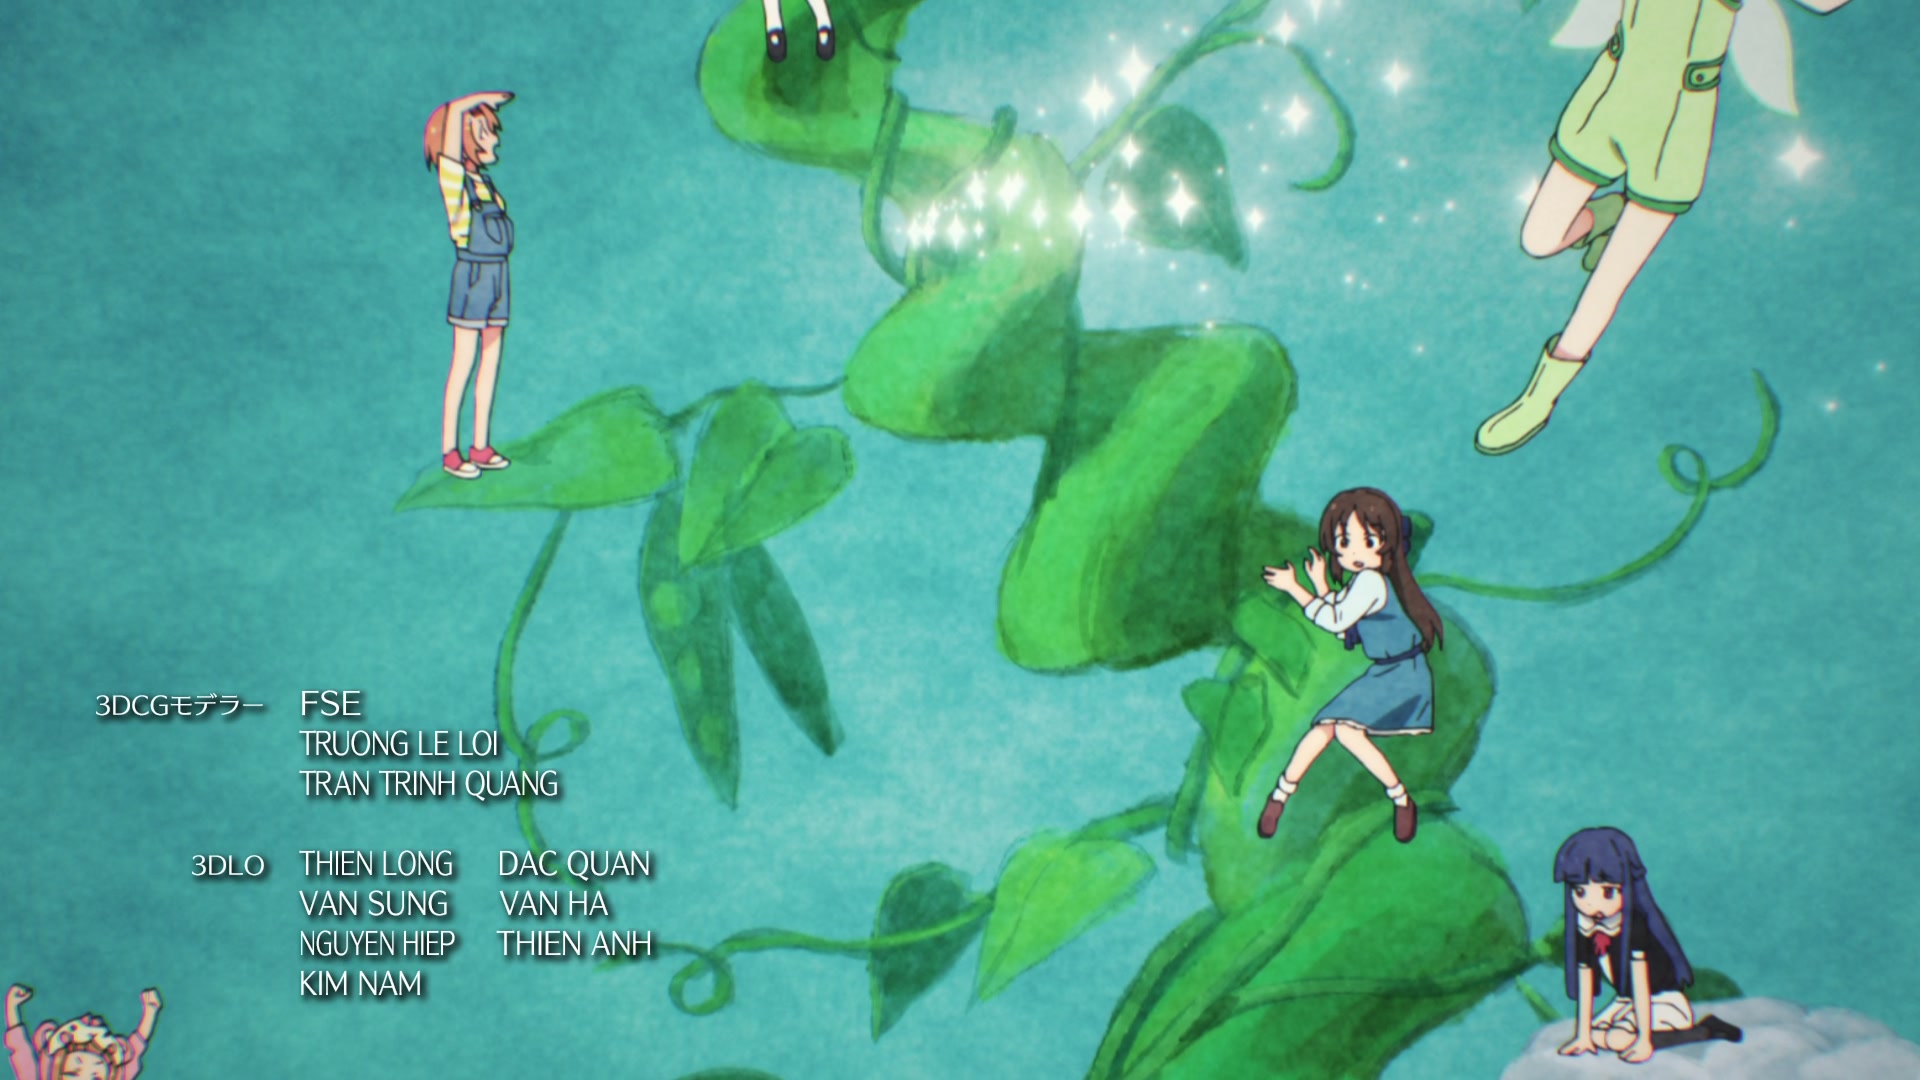 3DCGモデラー FSE
TRUONG LE LOI
TRAN TRINH QUANG
3DLO THIEN LONG DAC QUAN
VAN SUNG VAN HA
NGUYEN HIEP THIEN ANH
KIM NAM